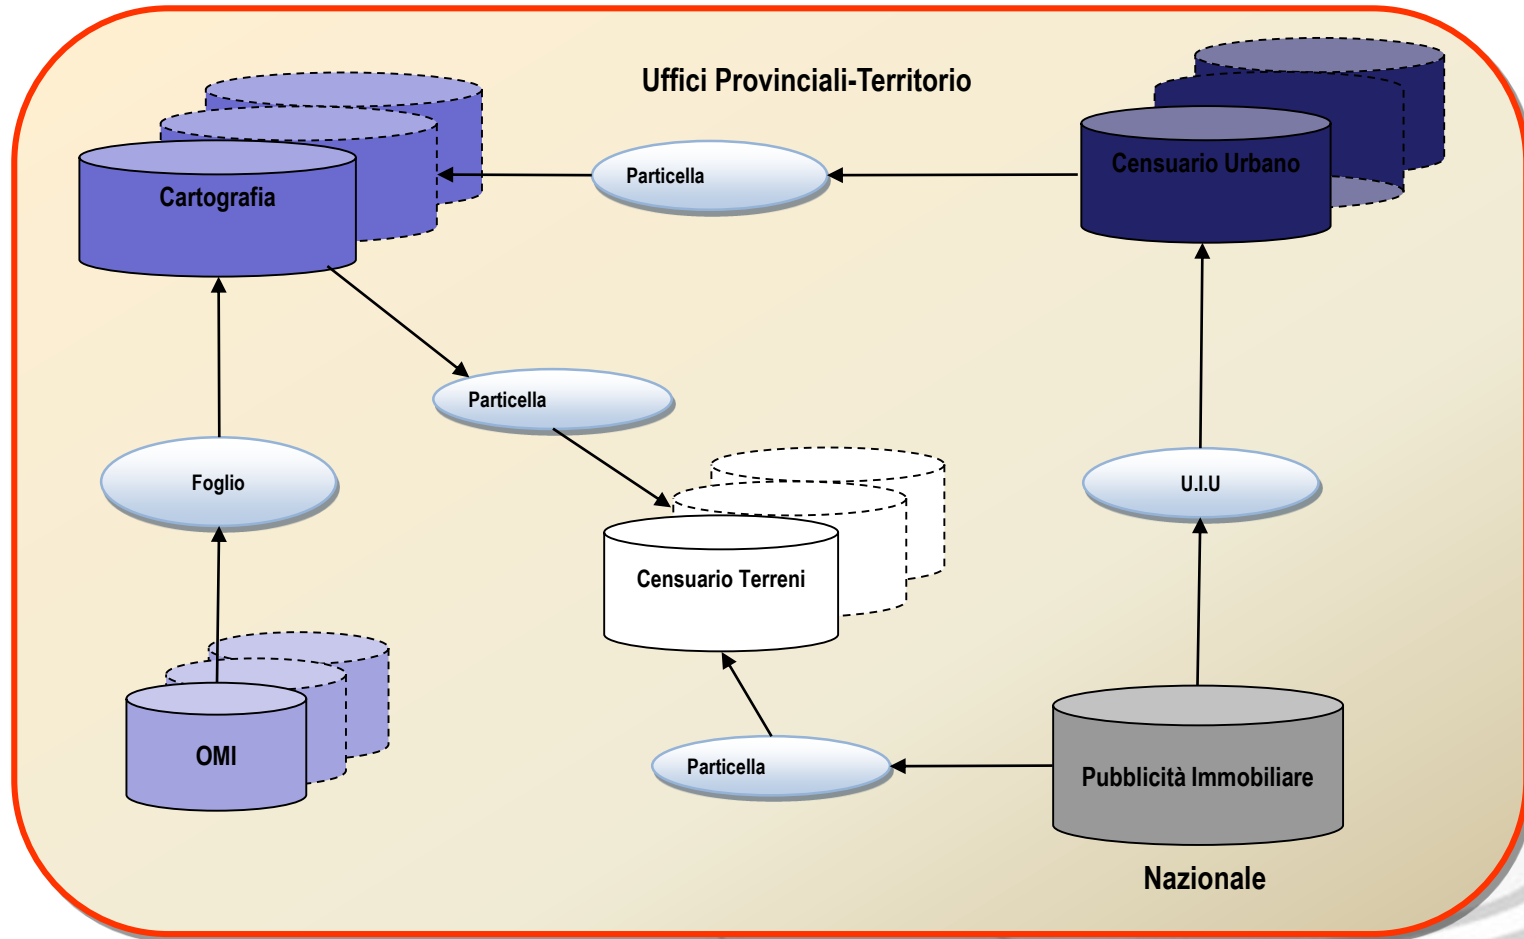 Uffici Provinciali-Territorio
Cartografia
Particella
Censuario Urbano
Particella
Foglio
U.I.U
Censuario Terreni
OMI
Particella
Pubblicità Immobiliare
Nazionale